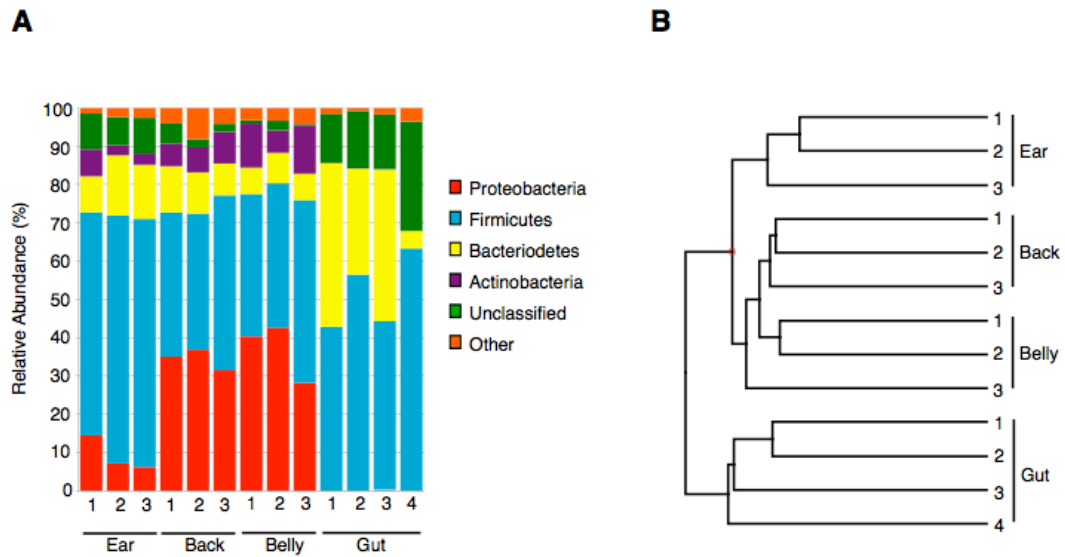 A
B
Relative Abundance (%)
100
90
80
70
60
50
40
30
20
10
0
1 2 3 1 2 3 1 2 3 1 2 3 4
Ear Back Belly Gut
Proteobacteria
Firmicutes
Bacteriodetes
Actinobacteria
Unclassified
Other
1
2
3
Ear
1
2
3
Back
1
2
3
Belly
1
2
3
4
Gut